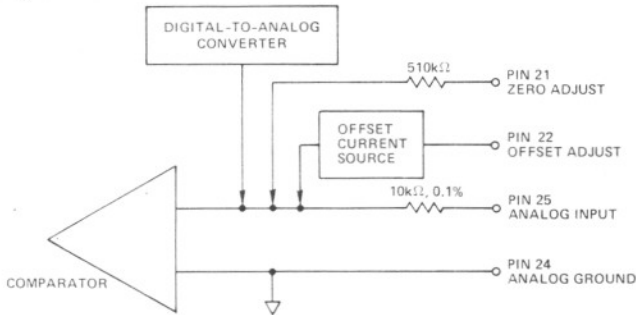 DIGITAL-TO-ANALOG
CONVERTER
510kΩ
PIN 21
ZERO ADJUST
OFFSET
CURRENT
SOURCE
PIN 22
OFFSET ADJUST
10kΩ, 0.1%
PIN 25
ANALOG INPUT
COMPARATOR
PIN 24
ANALOG GROUND